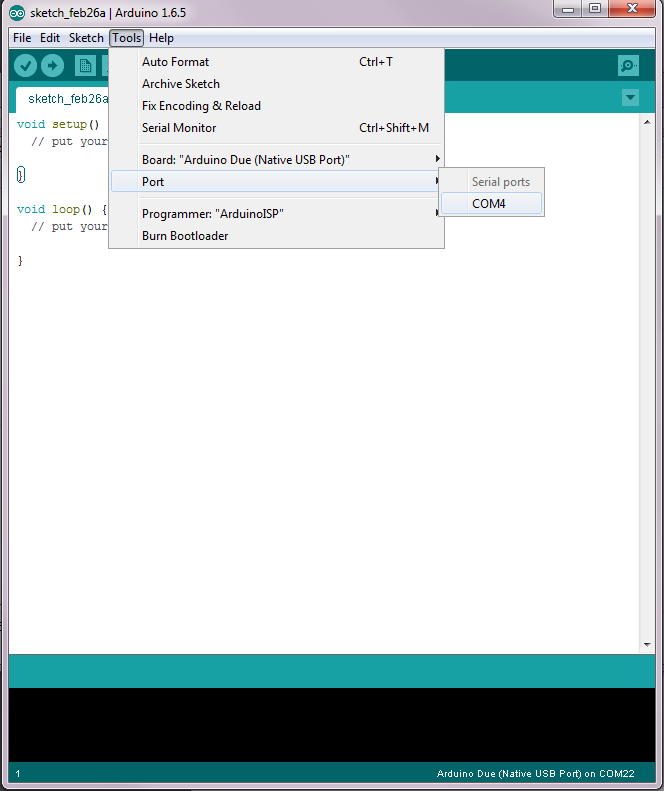 sketch_feb26a | Arduino 1.6.5
File Edit Sketch Tools Help
sketch_feb26a
Auto Format Ctrl+T
Archive Sketch
Fix Encoding & Reload
Serial Monitor Ctrl+Shift+M
Board: "Arduino Due (Native USB Port)"
Port
Programmer: "ArduinoISP"
Burn Bootloader
Serial ports
COM4
void setup()
// put your
}
void loop() {
// put your
}
1 Arduino Due (Native USB Port) on COM22